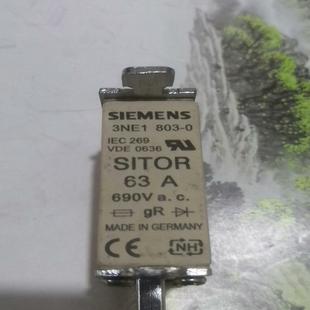 SIEMENS
3NE1 803-0
IEC 269
VDE 0636
SITOR
63 A
690V a.c.
gR
MADE IN GERMANY
CE NH